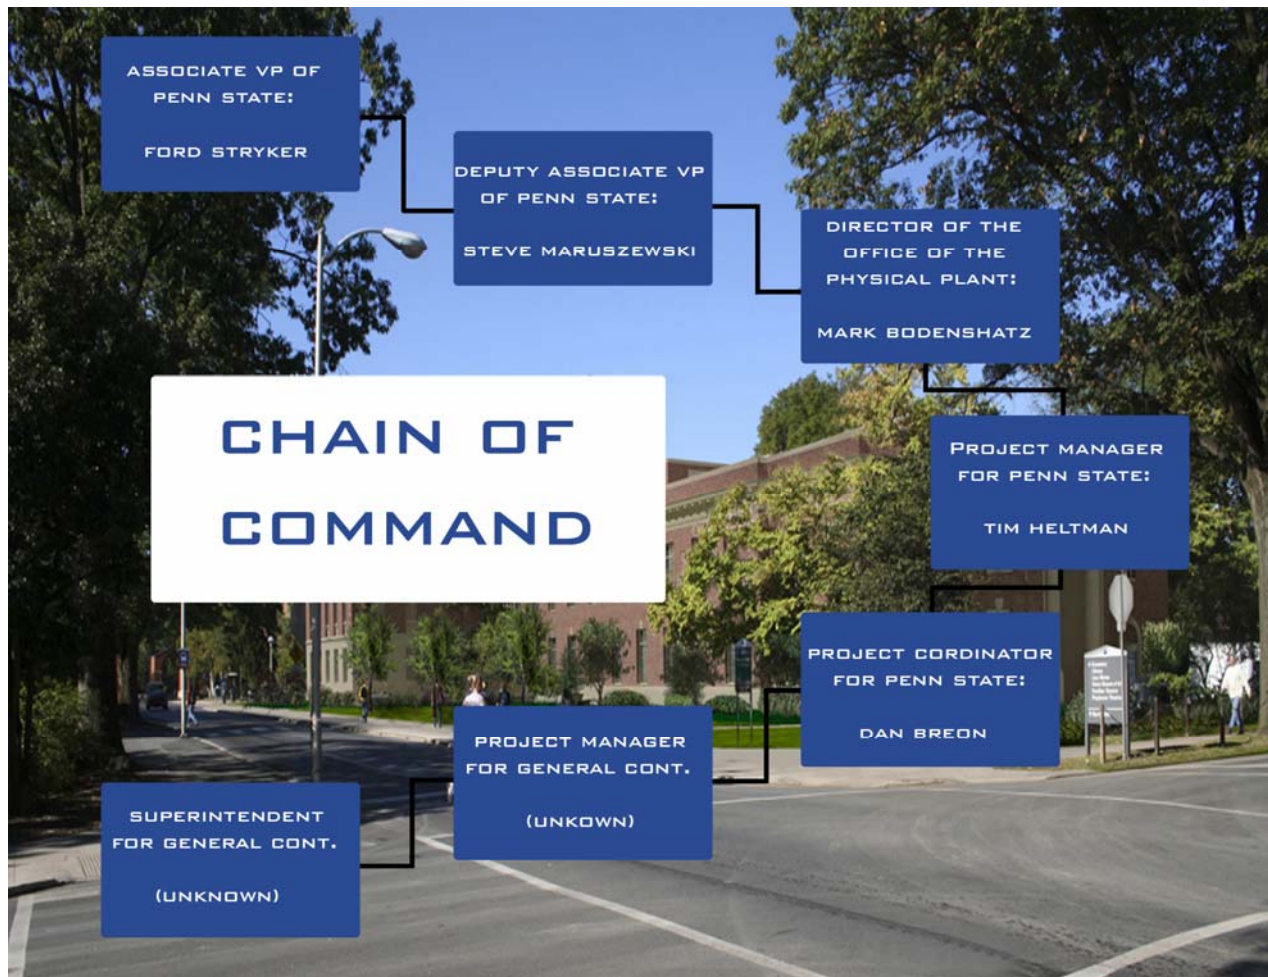 ASSOCIATE VP OF
PENN STATE:
FORD STRYKER
DEPUTY ASSOCIATE VP
OF PENN STATE:
STEVE MARUSZEWSKI
DIRECTOR OF THE
OFFICE OF THE
PHYSICAL PLANT:
MARK BODENSHATZ
CHAIN OF
COMMAND
PROJECT MANAGER
FOR PENN STATE:
TIM HELTMAN
PROJECT CORDINATOR
FOR PENN STATE:
DAN BREON
PROJECT MANAGER
FOR GENERAL CONT.
(UNKOWN)
SUPERINTENDENT
FOR GENERAL CONT.
(UNKNOWN)